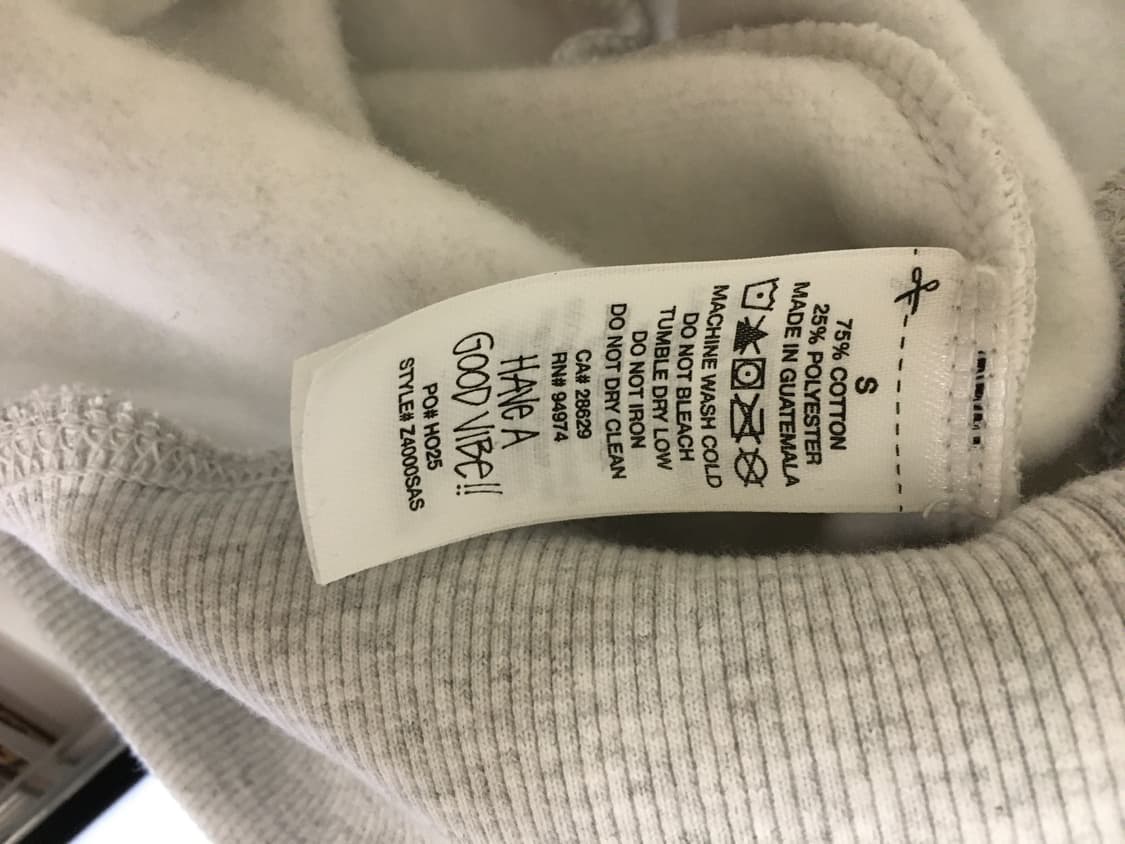 S
75% COTTON
25% POLYESTER
MADE IN GUATEMALA
MACHINE WASH COLD
DO NOT BLEACH
TUMBLE DRY LOW
DO NOT IRON
DO NOT DRY CLEAN
CA# 28629
RN# 94974
HAVE A
GOOD VIBE!!
PO# HO25
STYLE# Z4000SAS